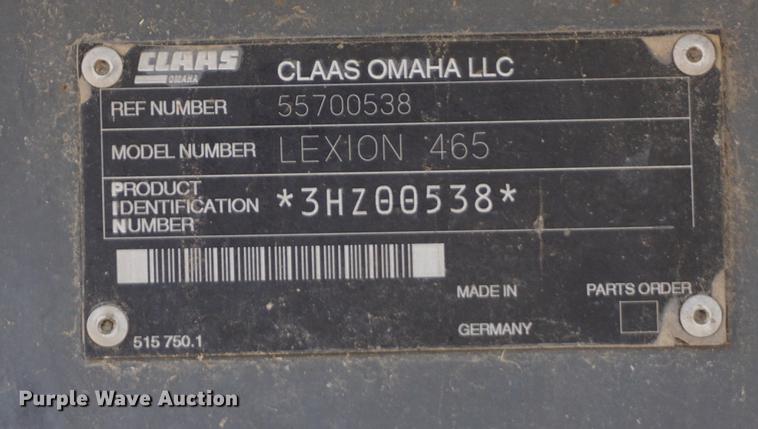 CLAAS
OMAHA
CLAAS OMAHA LLC
REF NUMBER 55700538
MODEL NUMBER LEXION 465
PRODUCT
IDENTIFICATION
NUMBER
*3HZ00538*
MADE IN
GERMANY
PARTS ORDER
515 750.1
Purple Wave Auction